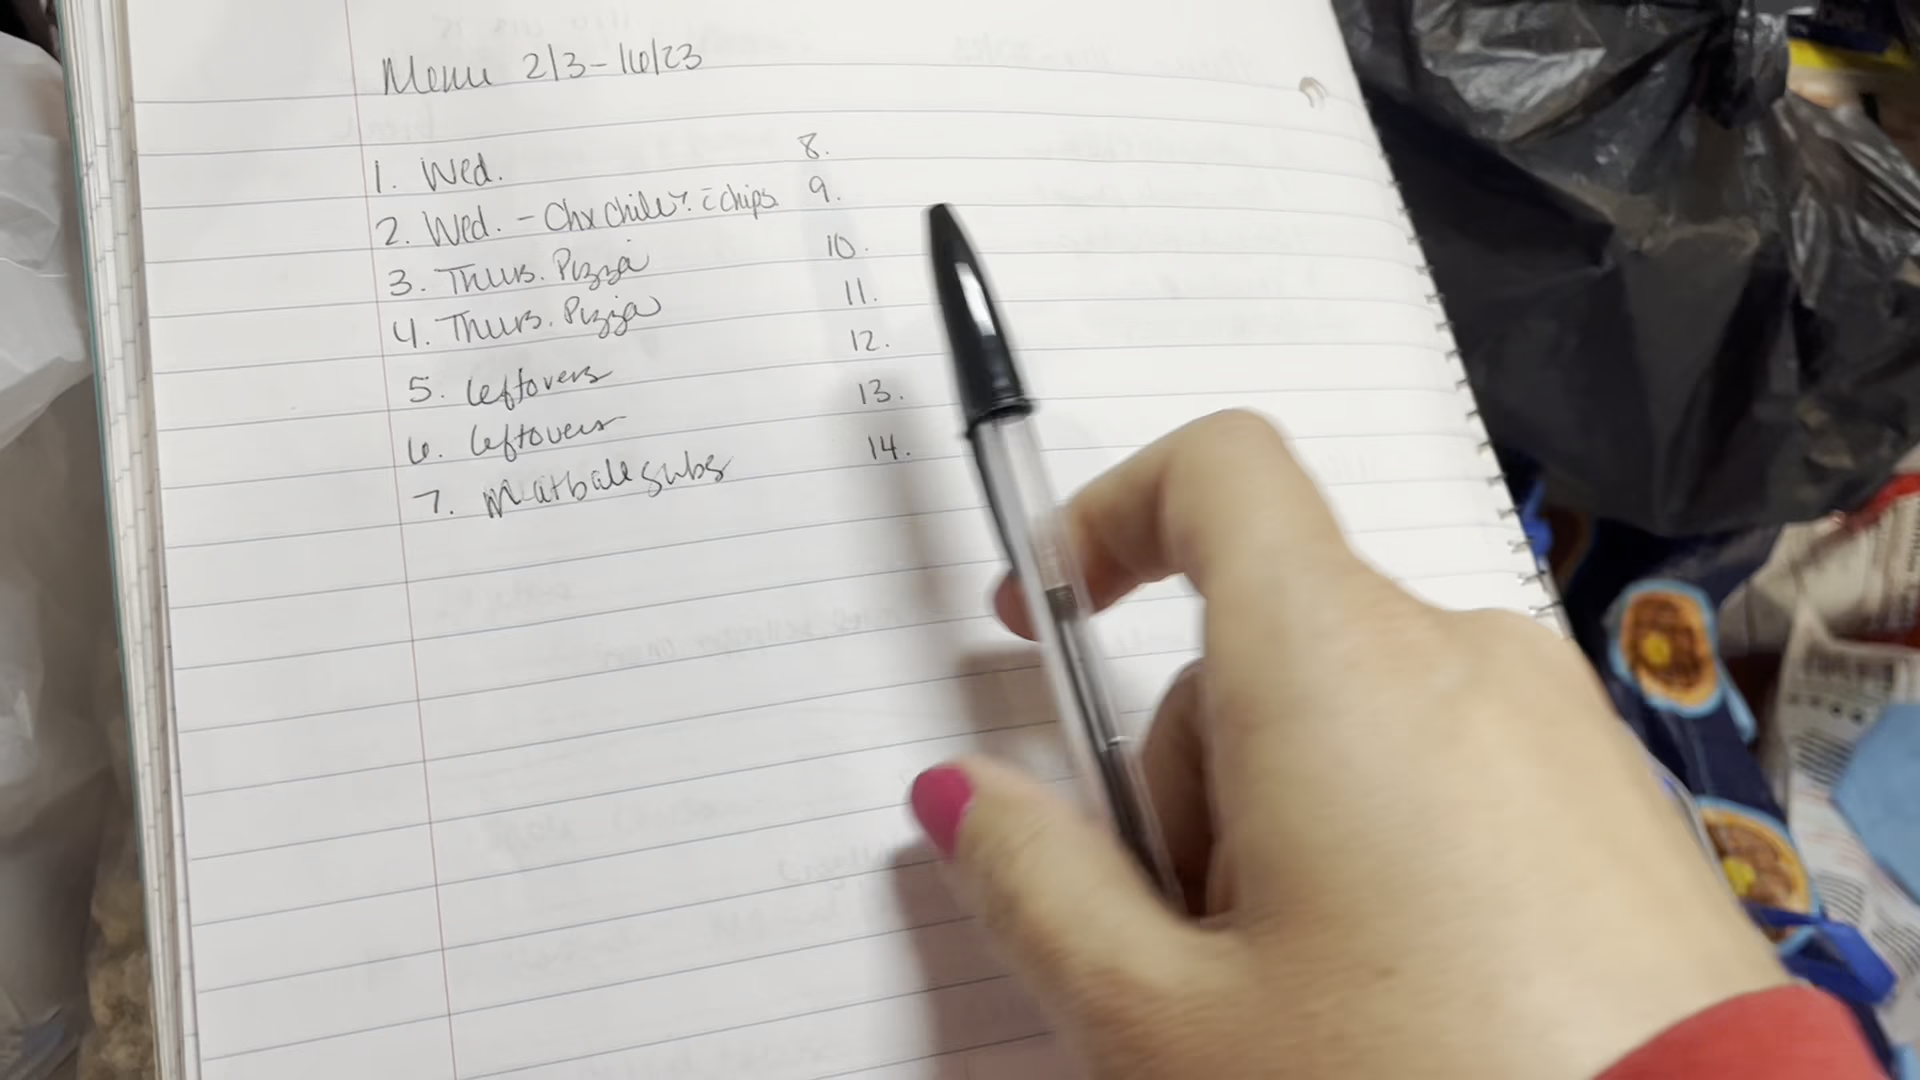 Menu 2/3-16/23
1. Wed.
2. Wed. - Chx chili c chips
3. Thurs. Pizza
4. Thurs. Pizza
5. leftovers
6. leftovers
7. Meatball subs
8.
9.
10.
11.
12.
13.
14.